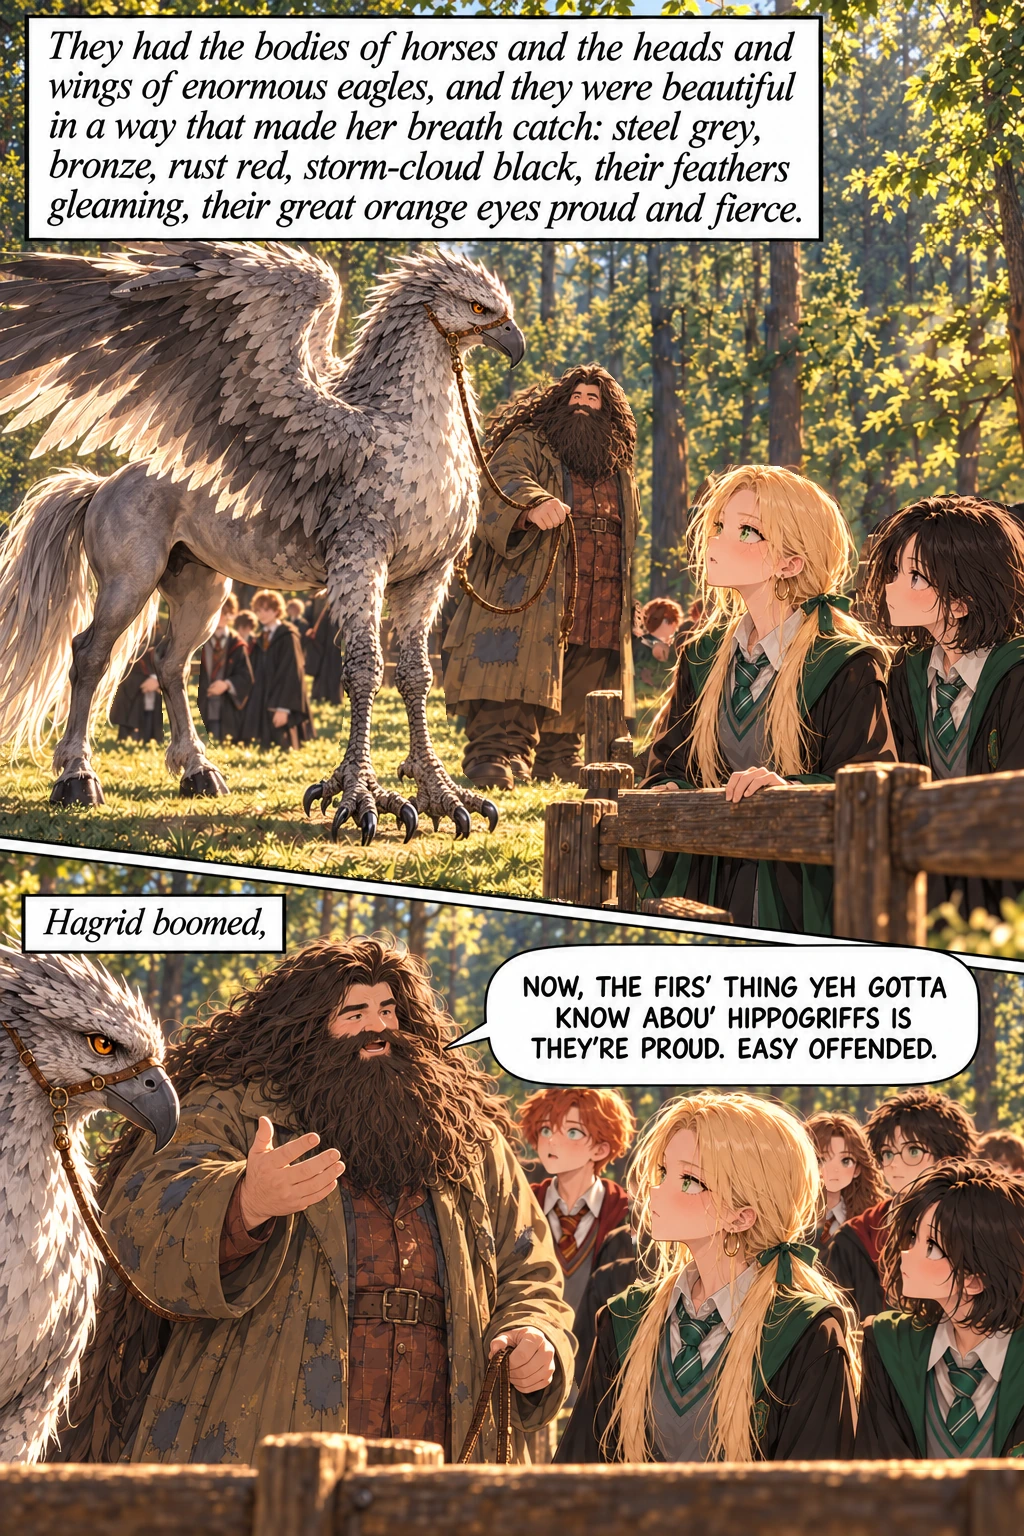 They had the bodies of horses and the heads and
wings of enormous eagles, and they were beautiful
in a way that made her breath catch: steel grey,
bronze, rust red, storm-cloud black, their feathers
gleaming, their great orange eyes proud and fierce.
Hagrid boomed,
NOW, THE FIRS' THING YEH GOTTA
KNOW ABOU' HIPPOGRIFFS IS
THEY'RE PROUD. EASY OFFENDED.